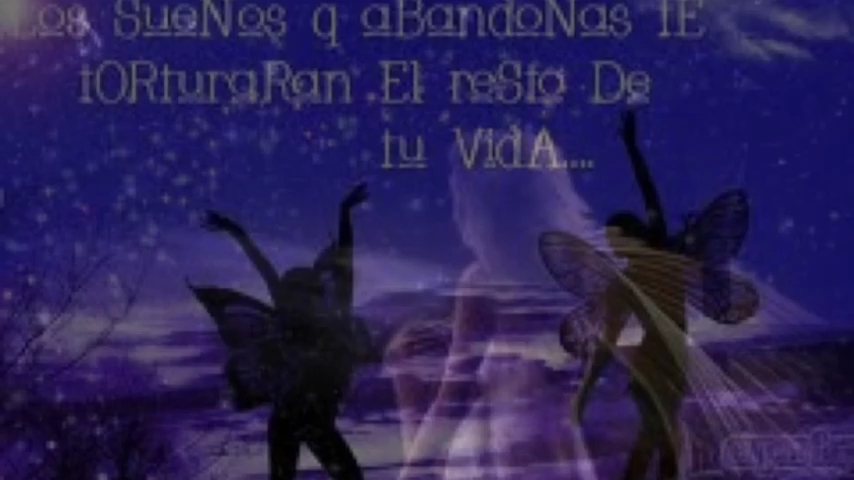 Los SueNos q aBandoNas TE
tORturaRan El reSto De
tu VidA....